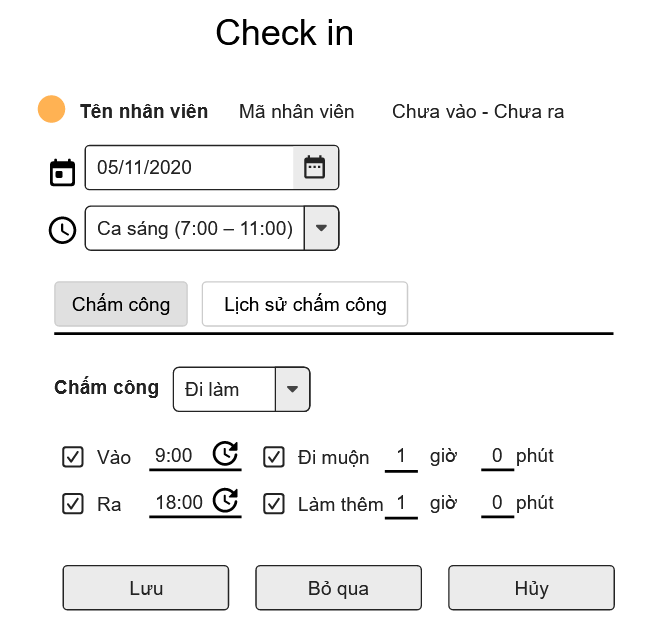 Check in
Tên nhân viên Mã nhân viên Chưa vào - Chưa ra
05/11/2020
Ca sáng (7:00 – 11:00)
Chấm công Lịch sử chấm công
Chấm công Đi làm
Vào 9:00 Đi muộn 1 giờ 0 phút
Ra 18:00 Làm thêm 1 giờ 0 phút
Lưu Bỏ qua Hủy